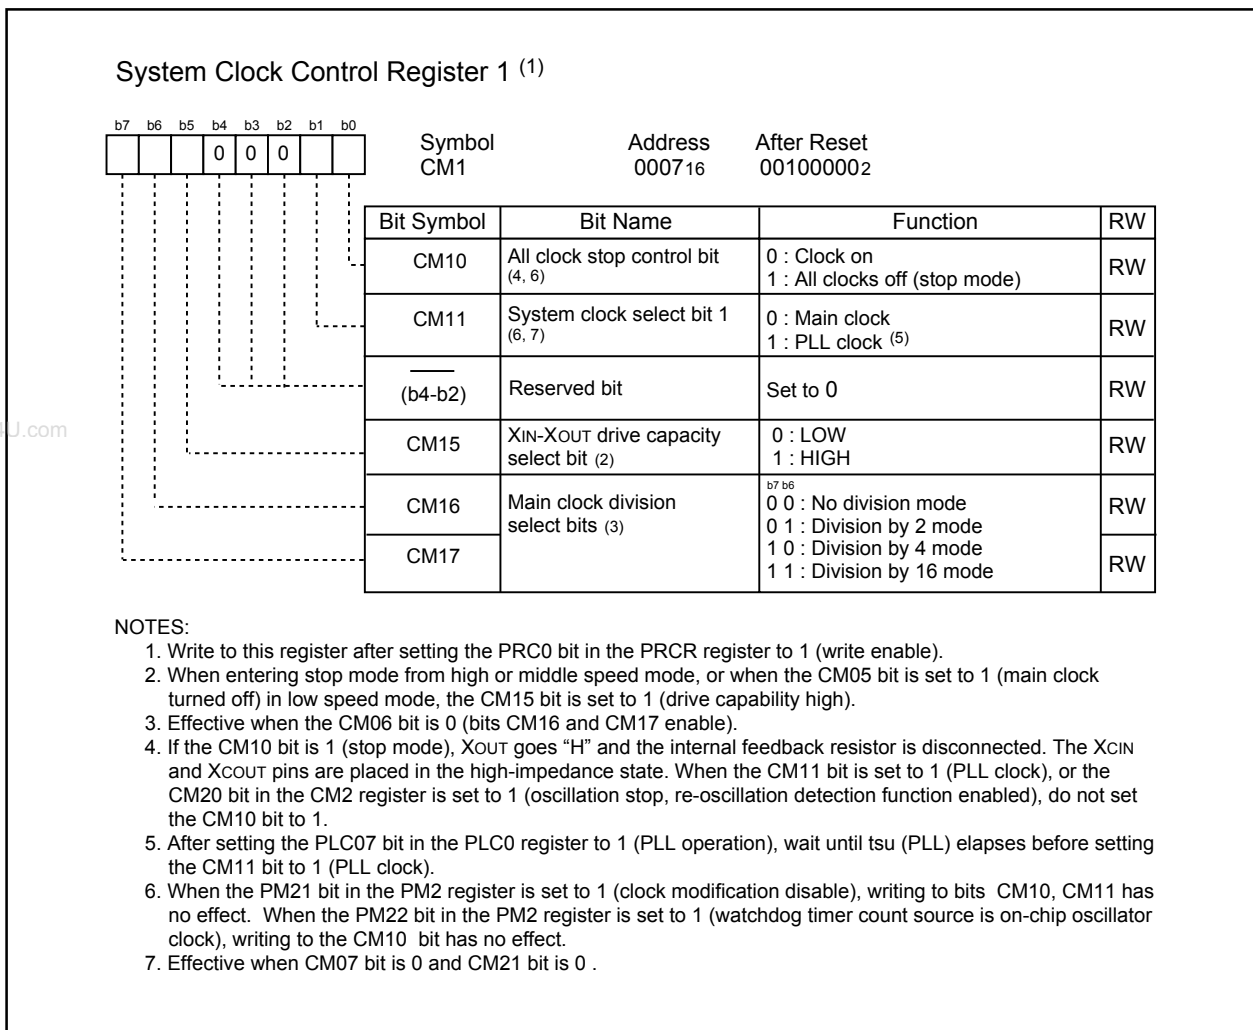 System Clock Control Register 1 (1)
b7 b6 b5 b4 b3 b2 b1 b0
0 0 0
Symbol Address After Reset
CM1 000716 001000002
Bit Symbol Bit Name Function RW
CM10 All clock stop control bit (4, 6) 0 : Clock on RW
1 : All clocks off (stop mode)
CM11 System clock select bit 1 (6, 7) 0 : Main clock RW
1 : PLL clock (5)
(b4-b2) Reserved bit Set to 0 RW
CM15 XIN-XOUT drive capacity 0 : LOW RW
select bit (2) 1 : HIGH
b7 b6
CM16 Main clock division 0 0 : No division mode RW
select bits (3) 0 1 : Division by 2 mode
CM17 1 0 : Division by 4 mode RW
1 1 : Division by 16 mode
4U.com
NOTES:
1. Write to this register after setting the PRC0 bit in the PRCR register to 1 (write enable).
2. When entering stop mode from high or middle speed mode, or when the CM05 bit is set to 1 (main clock
turned off) in low speed mode, the CM15 bit is set to 1 (drive capability high).
3. Effective when the CM06 bit is 0 (bits CM16 and CM17 enable).
4. If the CM10 bit is 1 (stop mode), XOUT goes “H” and the internal feedback resistor is disconnected. The XCIN
and XCOUT pins are placed in the high-impedance state. When the CM11 bit is set to 1 (PLL clock), or the
CM20 bit in the CM2 register is set to 1 (oscillation stop, re-oscillation detection function enabled), do not set
the CM10 bit to 1.
5. After setting the PLC07 bit in the PLC0 register to 1 (PLL operation), wait until tsu (PLL) elapses before setting
the CM11 bit to 1 (PLL clock).
6. When the PM21 bit in the PM2 register is set to 1 (clock modification disable), writing to bits CM10, CM11 has
no effect. When the PM22 bit in the PM2 register is set to 1 (watchdog timer count source is on-chip oscillator
clock), writing to the CM10 bit has no effect.
7. Effective when CM07 bit is 0 and CM21 bit is 0 .